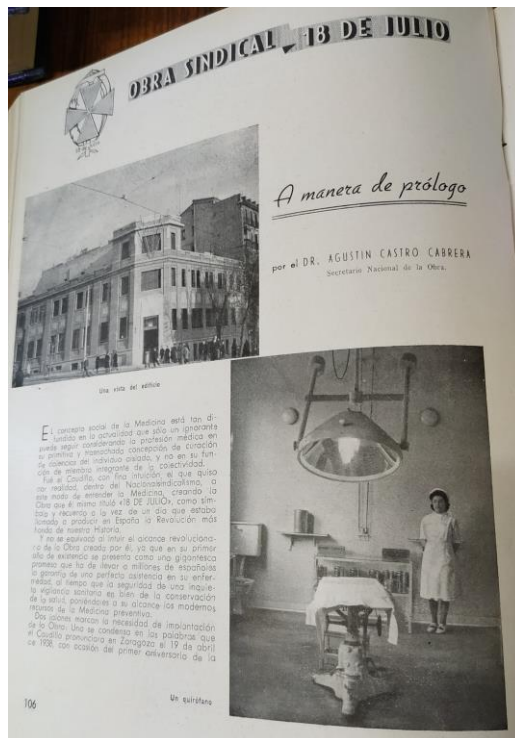 OBRA SINDICAL 18 DE JULIO
A manera de prólogo
por el DR. AGUSTIN CASTRO CABRERA
Secretario Nacional de la Obra.
Una vista del edificio
EL concepto social de la Medicina está tan di-
fundido en la actualidad que sólo un ignorante
puede seguir considerando la profesión médica en
su primitiva y trasnochada concepción de curación
de dolencias del individuo aislado, y no en su fun-
ción de miembro integrante de la colectividad.
Fué el Caudillo, con fina intuición el que quiso
hacer realidad, dentro del Nacionalsindicalismo, a
este modo de entender la Medicina, creando la
Obra que él mismo tituló «18 DE JULIO», como sím-
bolo y recuerdo a la vez de un día que estaba
llamado a producir en España la Revolución más
honda de nuestra Historia.
Y no se equivocó al intuir el alcance revoluciona-
rio de la Obra creada por él, ya que en su primer
año de existencia se presenta como una gigantesca
promesa que ha de llevar a millones de españoles
la garantía de una perfecta asistencia en su enfer-
medad, al tiempo que la seguridad de una inquie-
ta vigilancia sanitaria en bien de la conservación
de la salud, poniéndoles a su alcance los modernos
recursos de la Medicina preventiva.
Dos jalones marcan la necesidad de implantación
de la Obra. Uno se condensa en las palabras que
el Caudillo pronunciara en Zaragoza el 19 de abril
de 1938, con ocasión del primer aniversario de la
Un quirófano
106